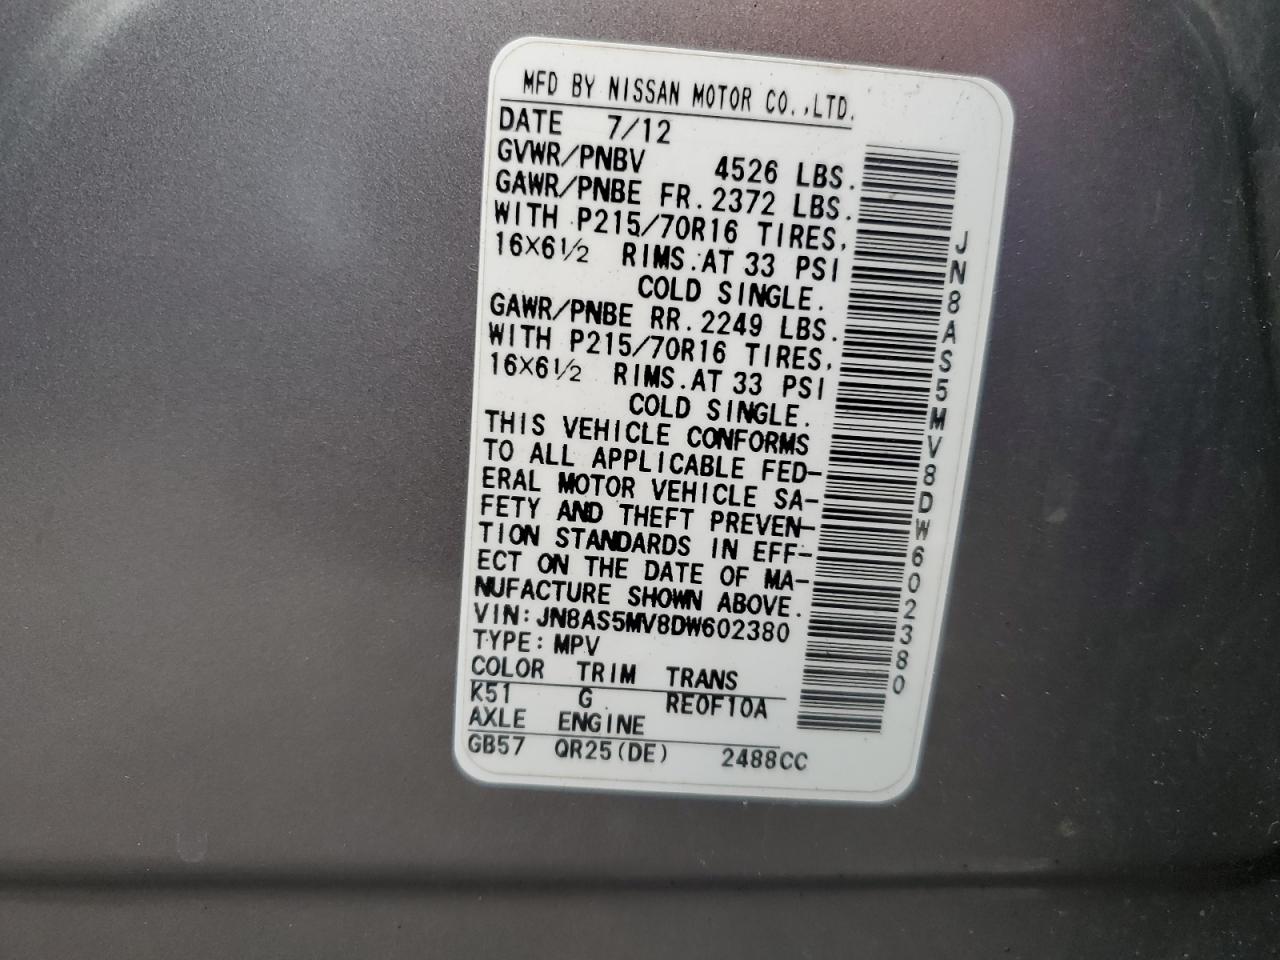 MFD BY NISSAN MOTOR CO.,LTD.
DATE 7/12
GVWR/PNBV 4526 LBS.
GAWR/PNBE FR. 2372 LBS.
WITH P215/70R16 TIRES,
16X6½ RIMS.AT 33 PSI
COLD SINGLE.
GAWR/PNBE RR. 2249 LBS.
WITH P215/70R16 TIRES,
16X6½ RIMS.AT 33 PSI
COLD SINGLE.
THIS VEHICLE CONFORMS
TO ALL APPLICABLE FED-
ERAL MOTOR VEHICLE SA-
FETY AND THEFT PREVEN-
TION STANDARDS IN EFF-
ECT ON THE DATE OF MA-
NUFACTURE SHOWN ABOVE.
VIN: JN8AS5MV8DW602380
TYPE: MPV
COLOR TRIM TRANS
K51 G RE0F10A
AXLE ENGINE
GB57 QR25(DE) 2488CC
JN8AS5MV8DW602380